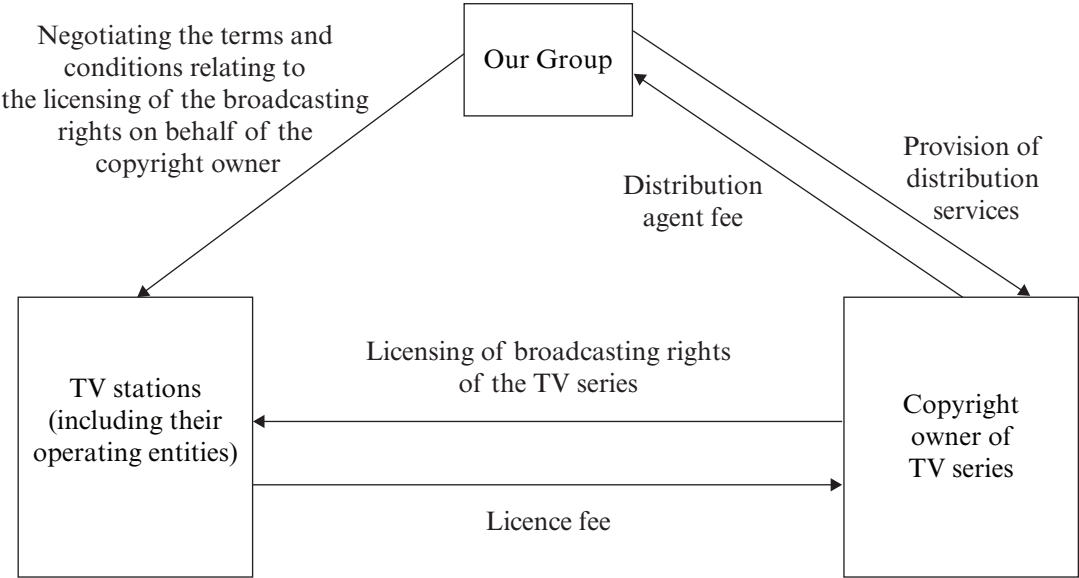 Negotiating the terms and
conditions relating to
the licensing of the broadcasting
rights on behalf of the
copyright owner
Our Group
Provision of
distribution
services
Distribution
agent fee
Licensing of broadcasting rights
of the TV series
TV stations
(including their
operating entities)
Copyright
owner of
TV series
Licence fee